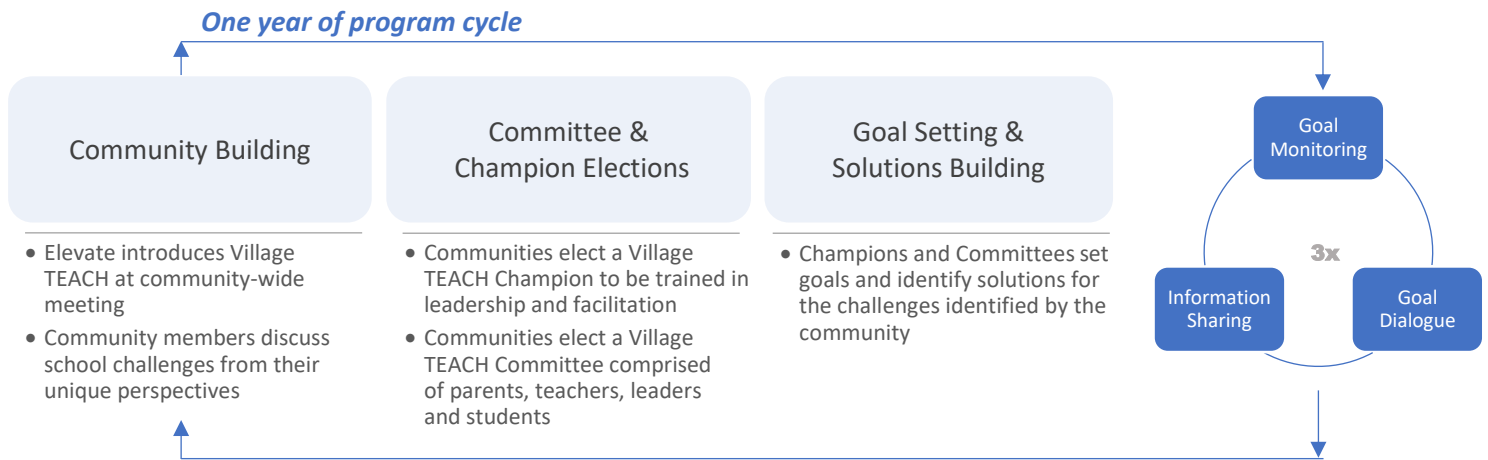 One year of program cycle
Community Building
• Elevate introduces Village
TEACH at community-wide
meeting
• Community members discuss
school challenges from their
unique perspectives
Committee &
Champion Elections
• Communities elect a Village
TEACH Champion to be trained in
leadership and facilitation
• Communities elect a Village
TEACH Committee comprised
of parents, teachers, leaders
and students
Goal Setting &
Solutions Building
• Champions and Committees set
goals and identify solutions for
the challenges identified by the
community
Goal
Monitoring
3x
Information
Sharing
Goal
Dialogue